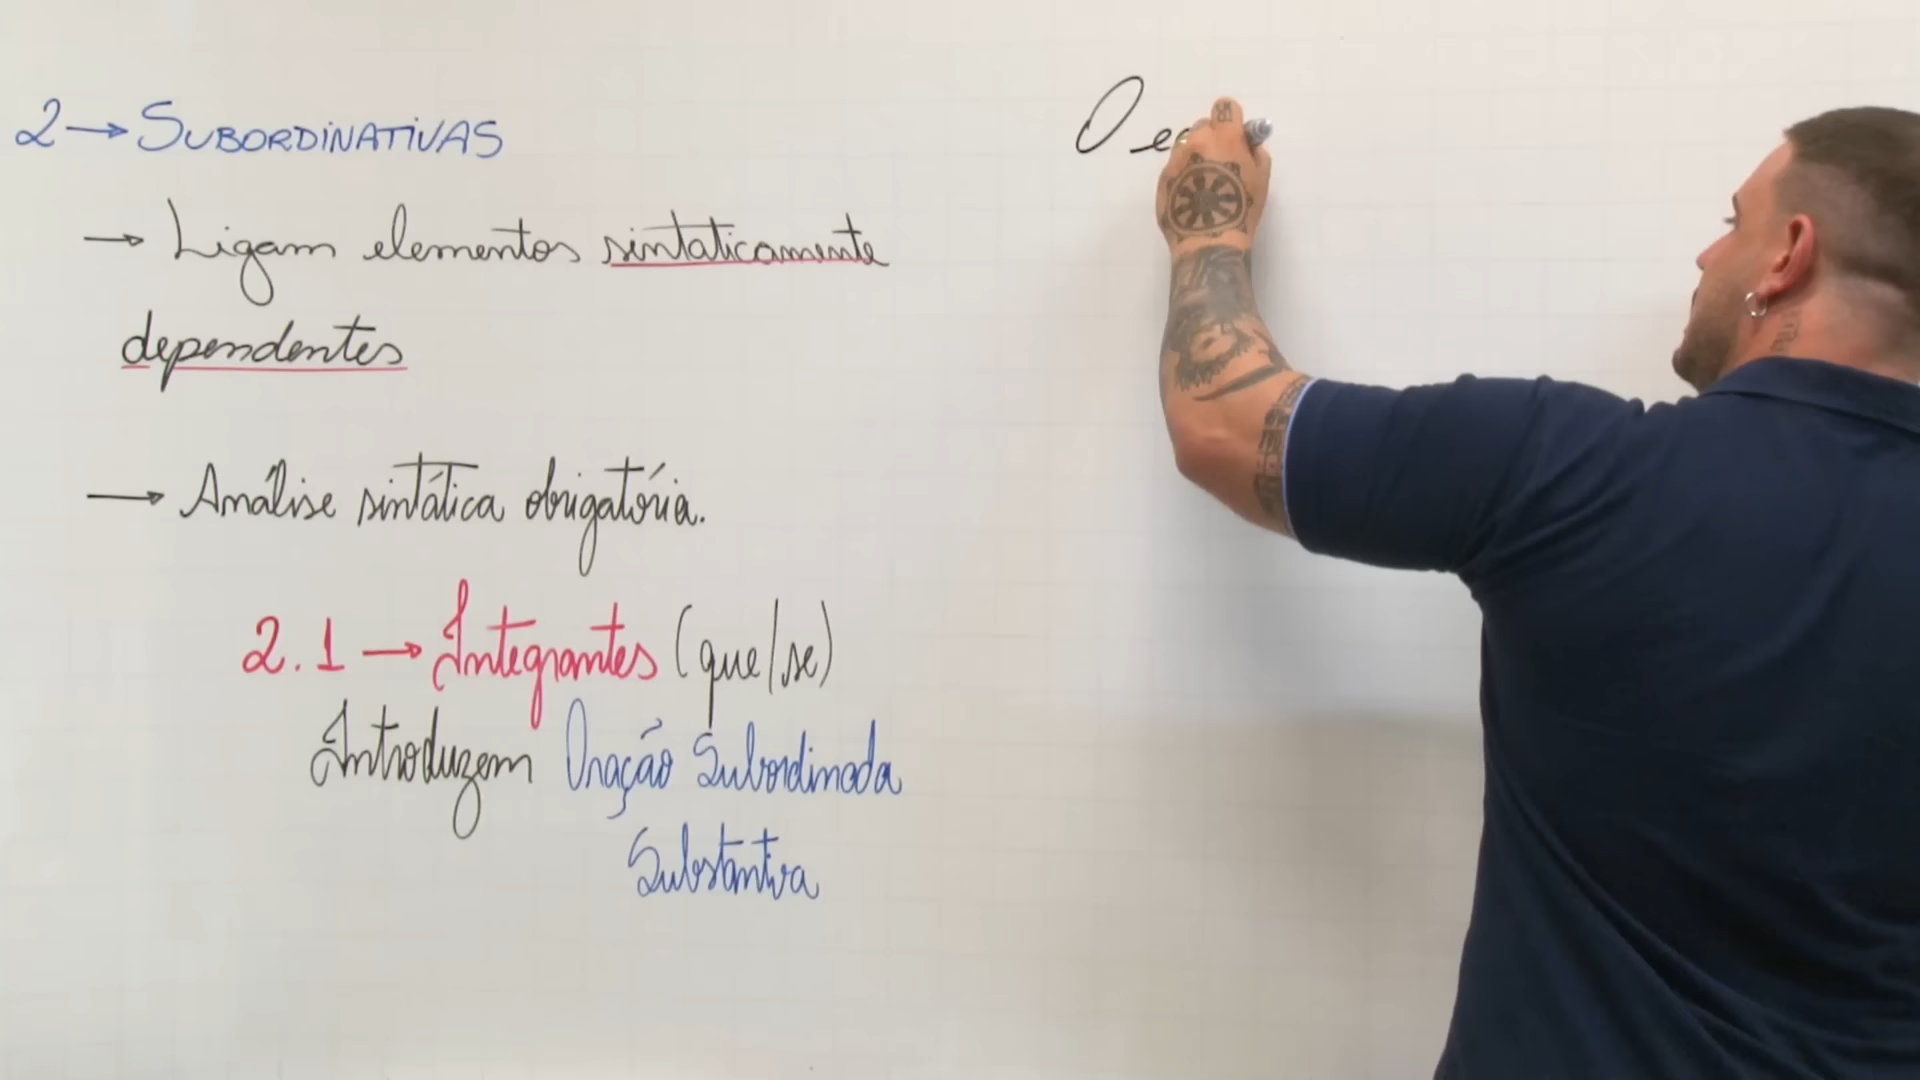 2 → SUBORDINATIVAS
→ Ligam elementos sintaticamente
dependentes
→ Análise sintática obrigatória.
2.1 → Integrantes (que/se)
Introduzem Oração Subordinada
Substantiva
O